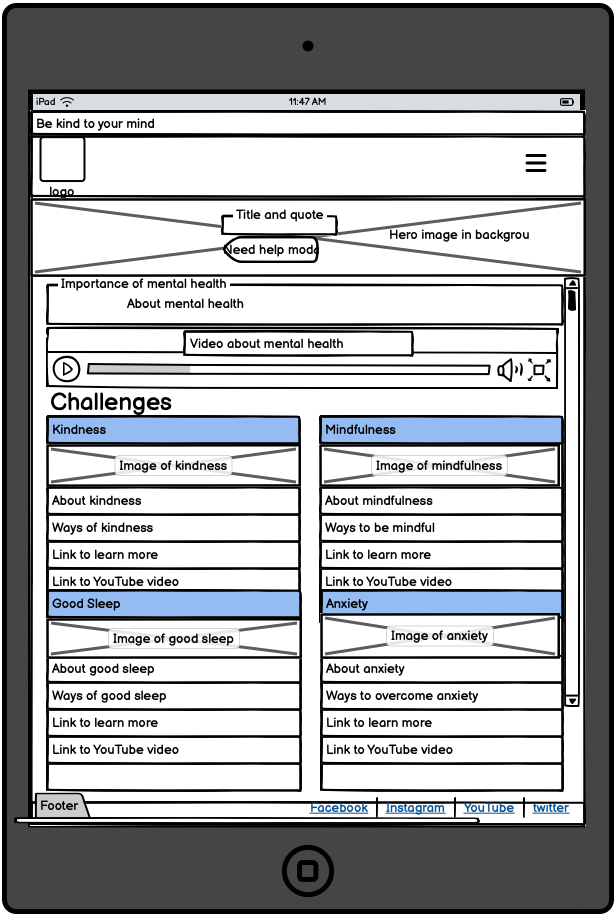 iPad
11:47 AM
Be kind to your mind
logo
Title and quote
Need help moda
Hero image in backgrou
Importance of mental health
About mental health
Video about mental health
Challenges
Kindness
Image of kindness
About kindness
Ways of kindness
Link to learn more
Link to YouTube video
Mindfulness
Image of mindfulness
About mindfulness
Ways to be mindful
Link to learn more
Link to YouTube video
Good Sleep
Image of good sleep
About good sleep
Ways of good sleep
Link to learn more
Link to YouTube video
Anxiety
Image of anxiety
About anxiety
Ways to overcome anxiety
Link to learn more
Link to YouTube video
Footer
Facebook
Instagram
YouTube
twitter